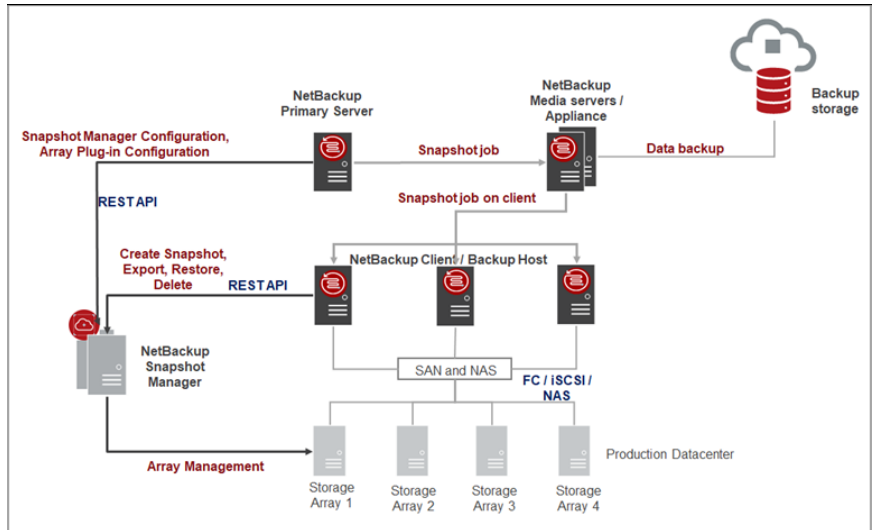 NetBackup
Primary Server
NetBackup
Media servers /
Appliance
Backup
storage
Snapshot Manager Configuration,
Array Plug-in Configuration
Snapshot job
Data backup
REST API
Snapshot job on client
Create Snapshot,
Export, Restore,
Delete
REST API
NetBackup Client / Backup Host
NetBackup
Snapshot
Manager
SAN and NAS
FC / iSCSI /
NAS
Array Management
Production Datacenter
Storage
Array 1
Storage
Array 2
Storage
Array 3
Storage
Array 4